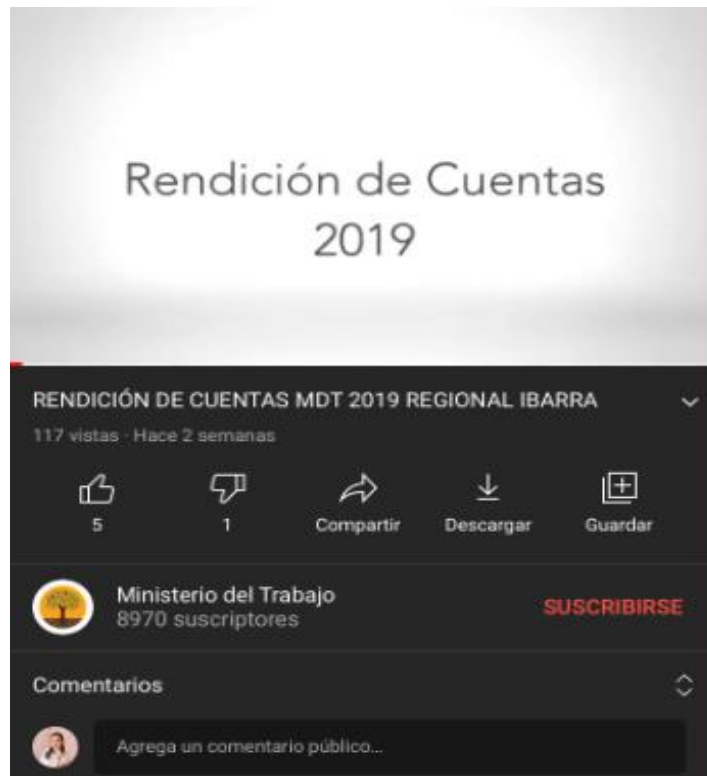 Rendición de Cuentas
2019
RENDICIÓN DE CUENTAS MDT 2019 REGIONAL IBARRA
117 vistas · Hace 2 semanas
5
1
Compartir
Descargar
Guardar
Ministerio del Trabajo
8970 suscriptores
SUSCRIBIRSE
Comentarios
Agrega un comentario público...